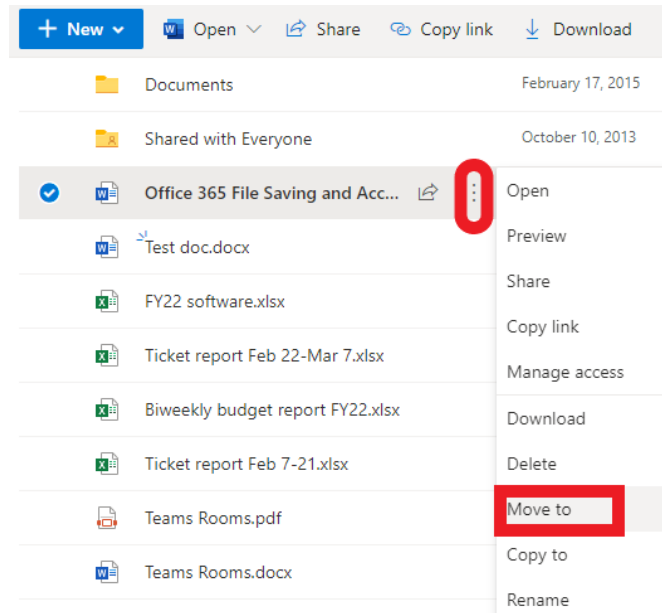 New Open Share Copy link Download
Documents February 17, 2015
Shared with Everyone October 10, 2013
Office 365 File Saving and Acc... Open
Preview
Test doc.docx
Share
FY22 software.xlsx
Copy link
Ticket report Feb 22-Mar 7.xlsx
Manage access
Biweekly budget report FY22.xlsx
Download
Ticket report Feb 7-21.xlsx Delete
Move to
Teams Rooms.pdf
Copy to
Teams Rooms.docx
Rename